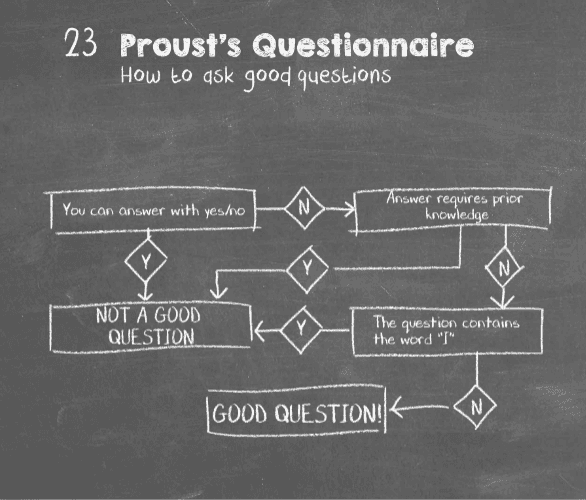 23 Proust's Questionnaire
How to ask good questions
You can answer with yes/no
N
Answer requires prior
knowledge
Y
Y
N
NOT A GOOD
QUESTION
Y
The question contains
the word "I"
GOOD QUESTION!
N